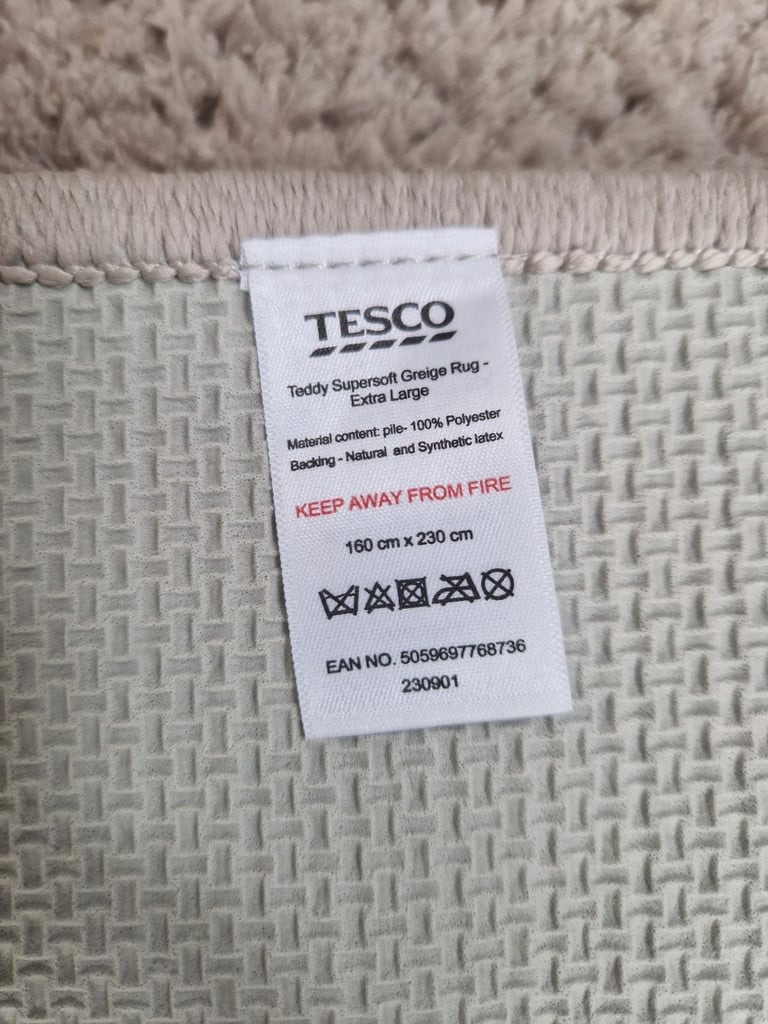 TESCO
Teddy Supersoft Greige Rug -
Extra Large
Material content: pile- 100% Polyester
Backing - Natural and Synthetic latex
KEEP AWAY FROM FIRE
160 cm x 230 cm
EAN NO. 5059697768736
230901